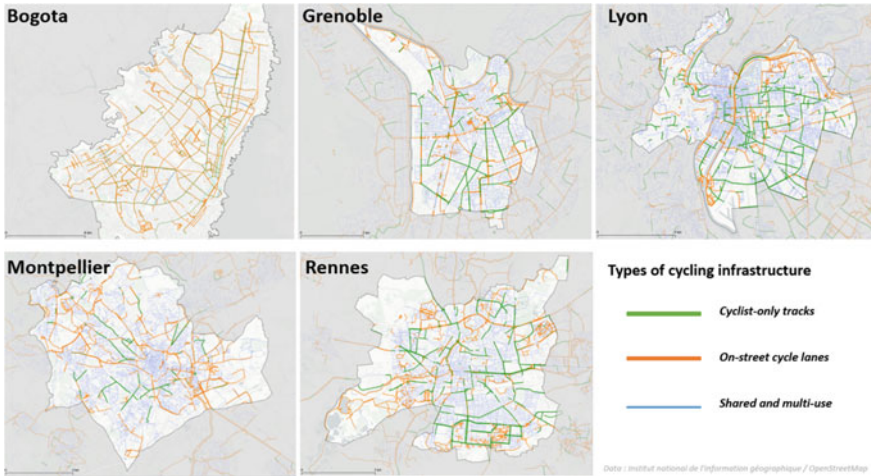 Bogota
Grenoble
Lyon
Montpellier
Rennes
Types of cycling infrastructure
Cyclist-only tracks
On-street cycle lanes
Shared and multi-use
Data : Institut national de l'information géographique / OpenStreetMap